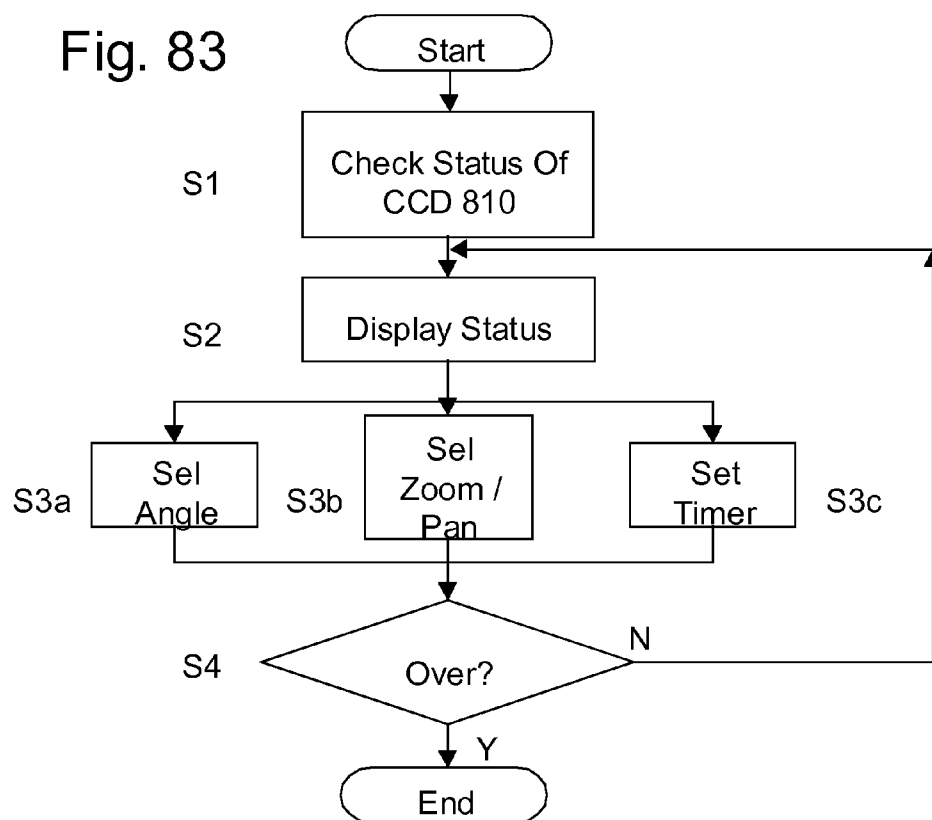 Fig. 83
Start
S1
Check Status Of
CCD 810
S2
Display Status
S3a
Sel
Angle
S3b
Sel
Zoom /
Pan
Set
Timer
S3c
S4
Over?
N
Y
End